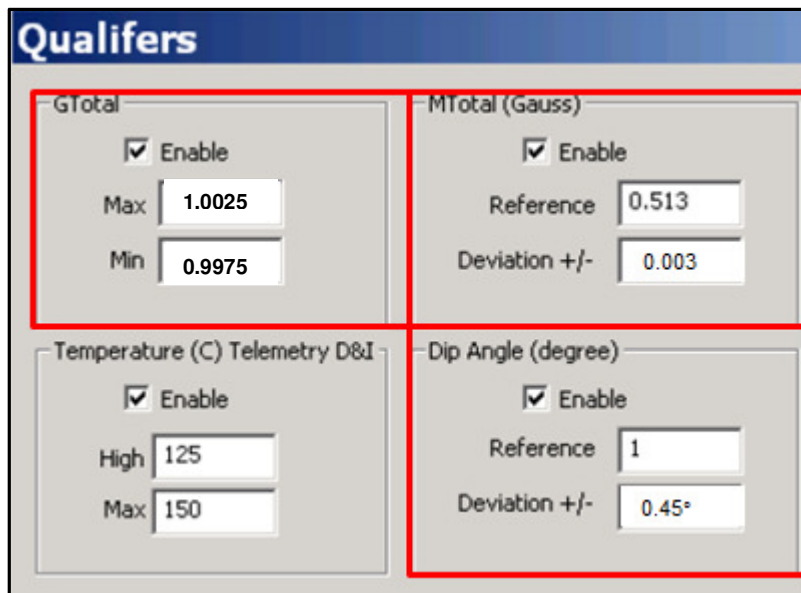 Qualifers
GTotal
Enable
Max 1.0025
Min 0.9975
MTotal (Gauss)
Enable
Reference 0.513
Deviation +/- 0.003
Temperature (C) Telemetry D&I
Enable
High 125
Max 150
Dip Angle (degree)
Enable
Reference 1
Deviation +/- 0.45°